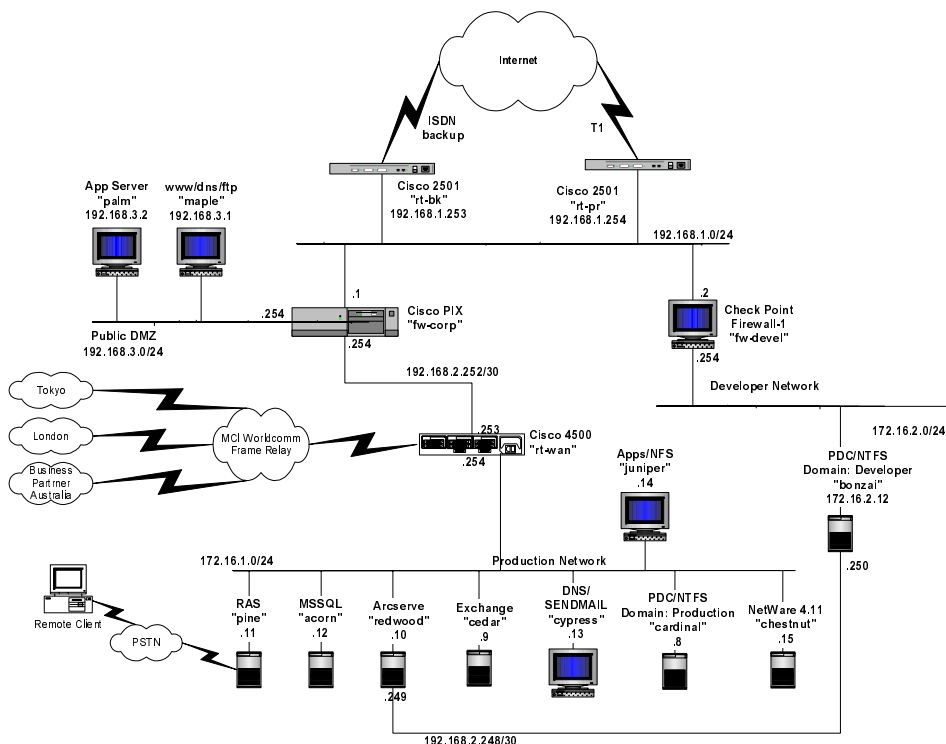 Internet
ISDN
backup
T1
Cisco 2501
"rt-bk"
192.168.1.253
Cisco 2501
"rt-pr"
192.168.1.254
App Server
"palm"
192.168.3.2
www/dns/ftp
"maple"
192.168.3.1
192.168.1.0/24
.1
.254
Cisco PIX
"fw-corp"
.254
.2
Check Point
Firewall-1
"fw-devel"
.254
Public DMZ
192.168.3.0/24
192.168.2.252/30
Developer Network
172.16.2.0/24
Tokyo
London
Business
Partner
Australia
MCI Worldcomm
Frame Relay
.253
.254
Cisco 4500
"rt-wan"
Apps/NFS
"juniper"
.14
PDC/NTFS
Domain: Developer
"bonzai"
172.16.2.12
.250
172.16.1.0/24
Production Network
Remote Client
PSTN
RAS
"pine"
.11
MSSQL
"acorn"
.12
Arcserve
"redwood"
.10
Exchange
"cedar"
.9
DNS/
SENDMAIL
"cypress"
.13
PDC/NTFS
Domain: Production
"cardinal"
.8
NetWare 4.11
"chestnut"
.15
.249
192.168.2.248/30